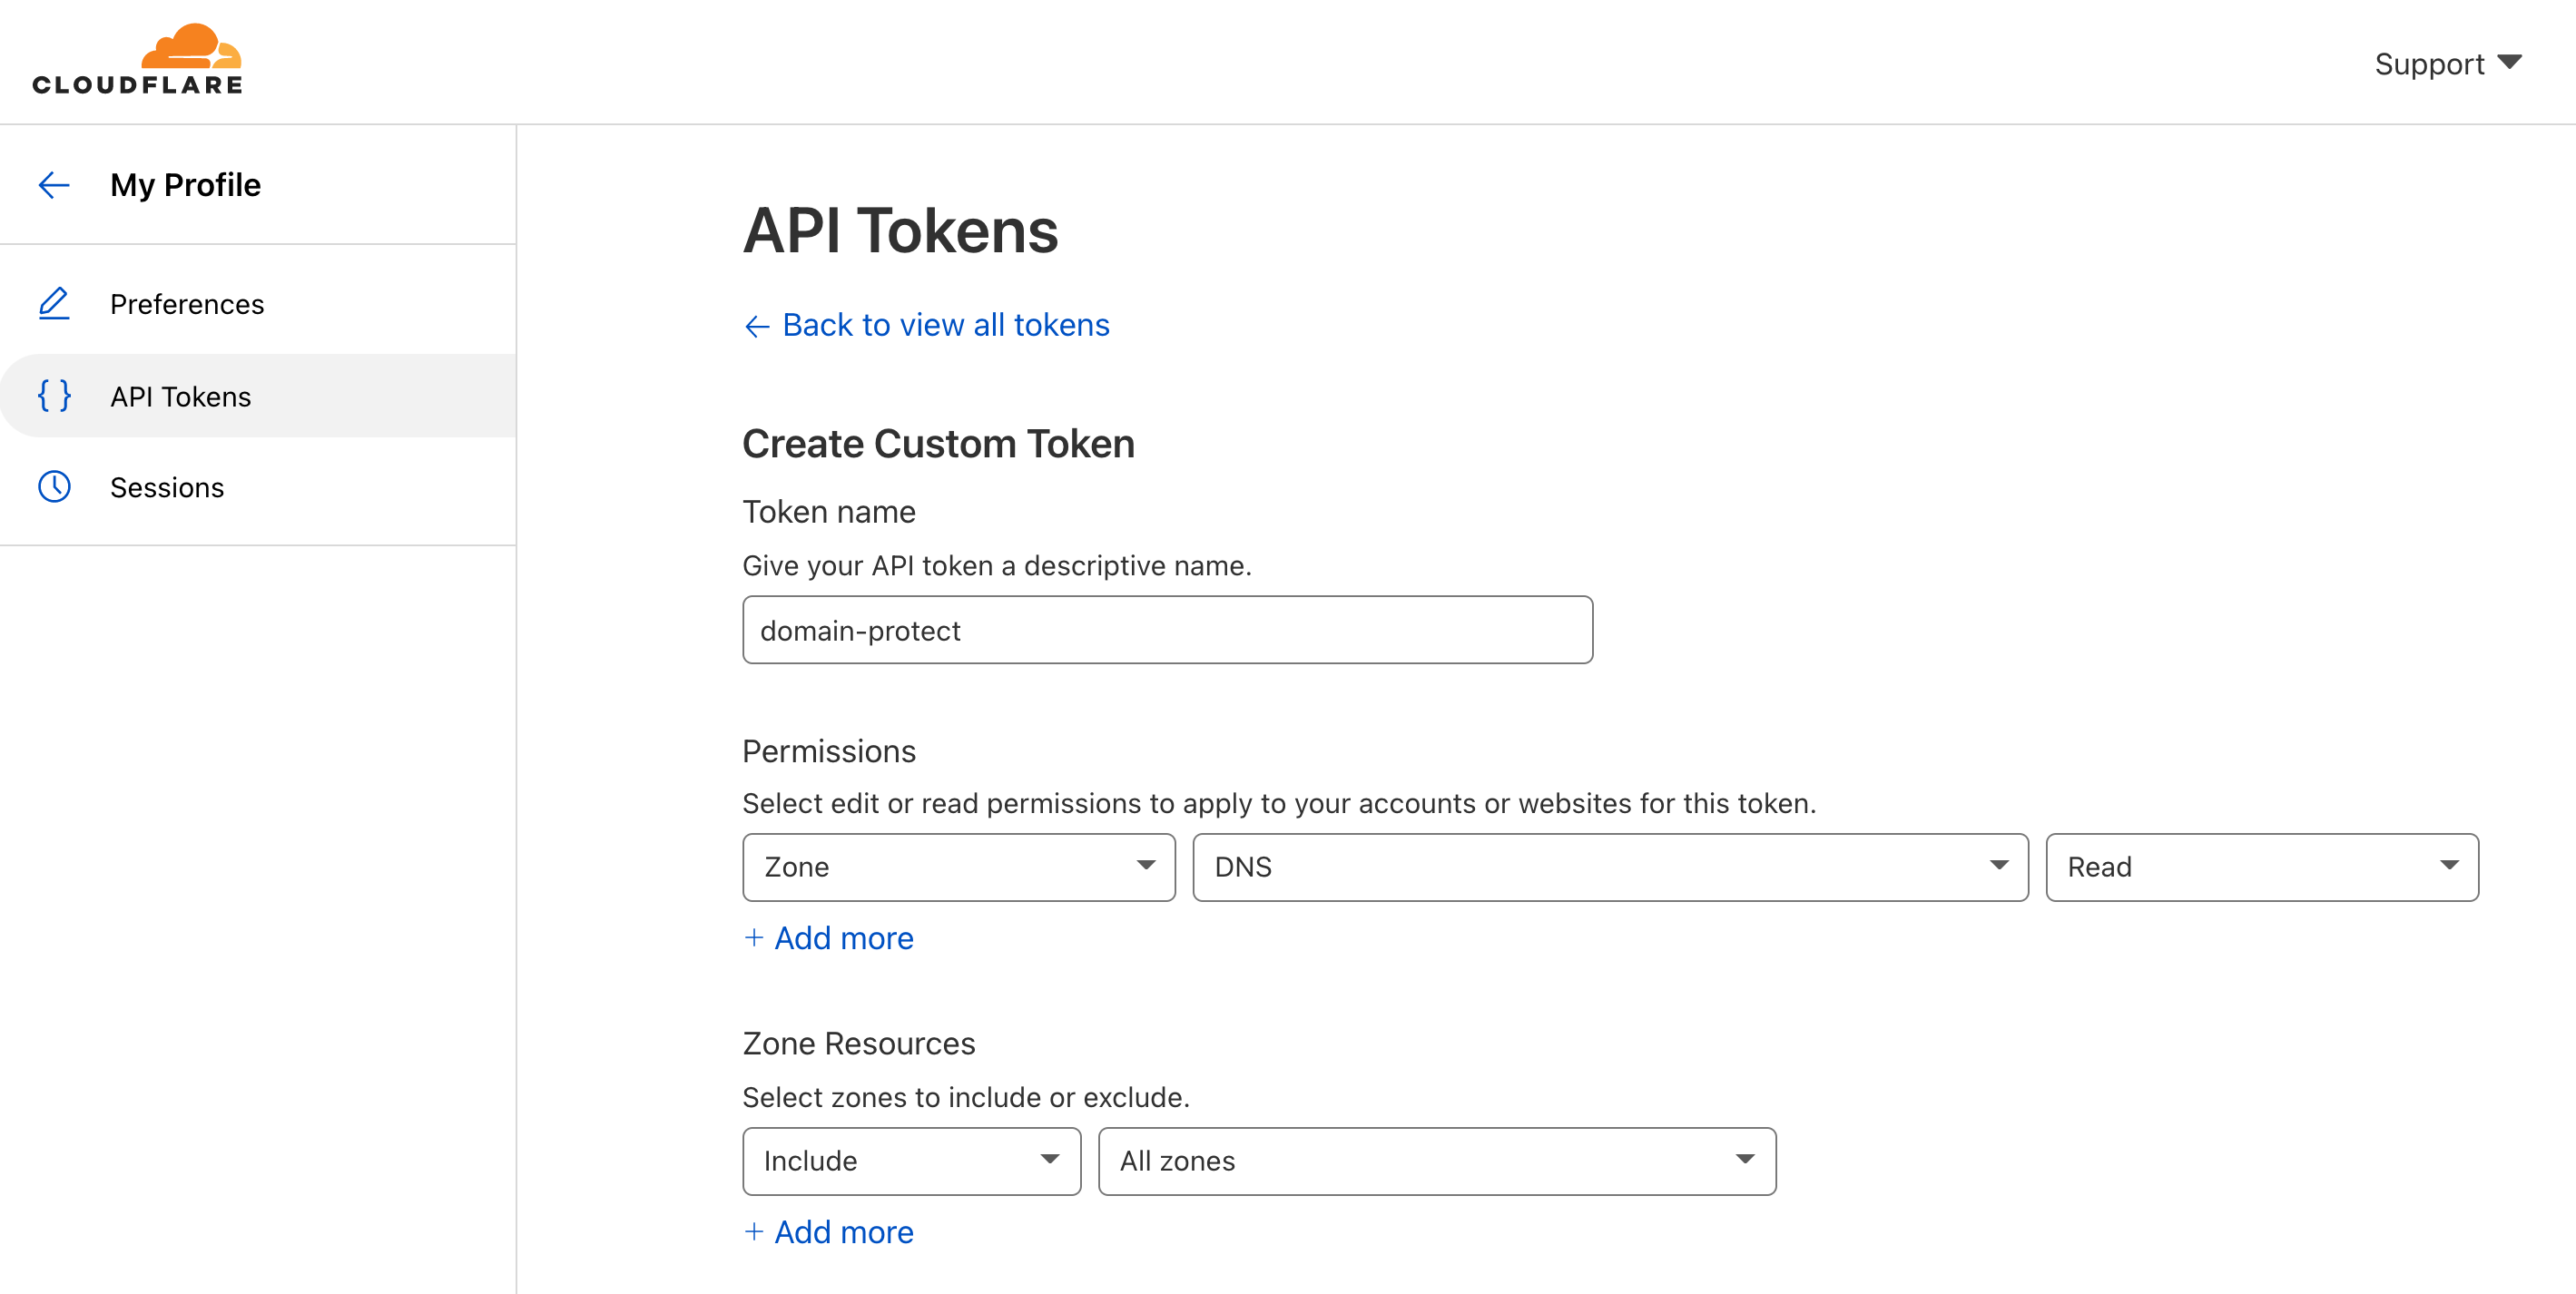 CLOUDFLARE
Support
My Profile
Preferences
API Tokens
Sessions
API Tokens
← Back to view all tokens
Create Custom Token
Token name
Give your API token a descriptive name.
domain-protect
Permissions
Select edit or read permissions to apply to your accounts or websites for this token.
Zone DNS Read
+ Add more
Zone Resources
Select zones to include or exclude.
Include All zones
+ Add more